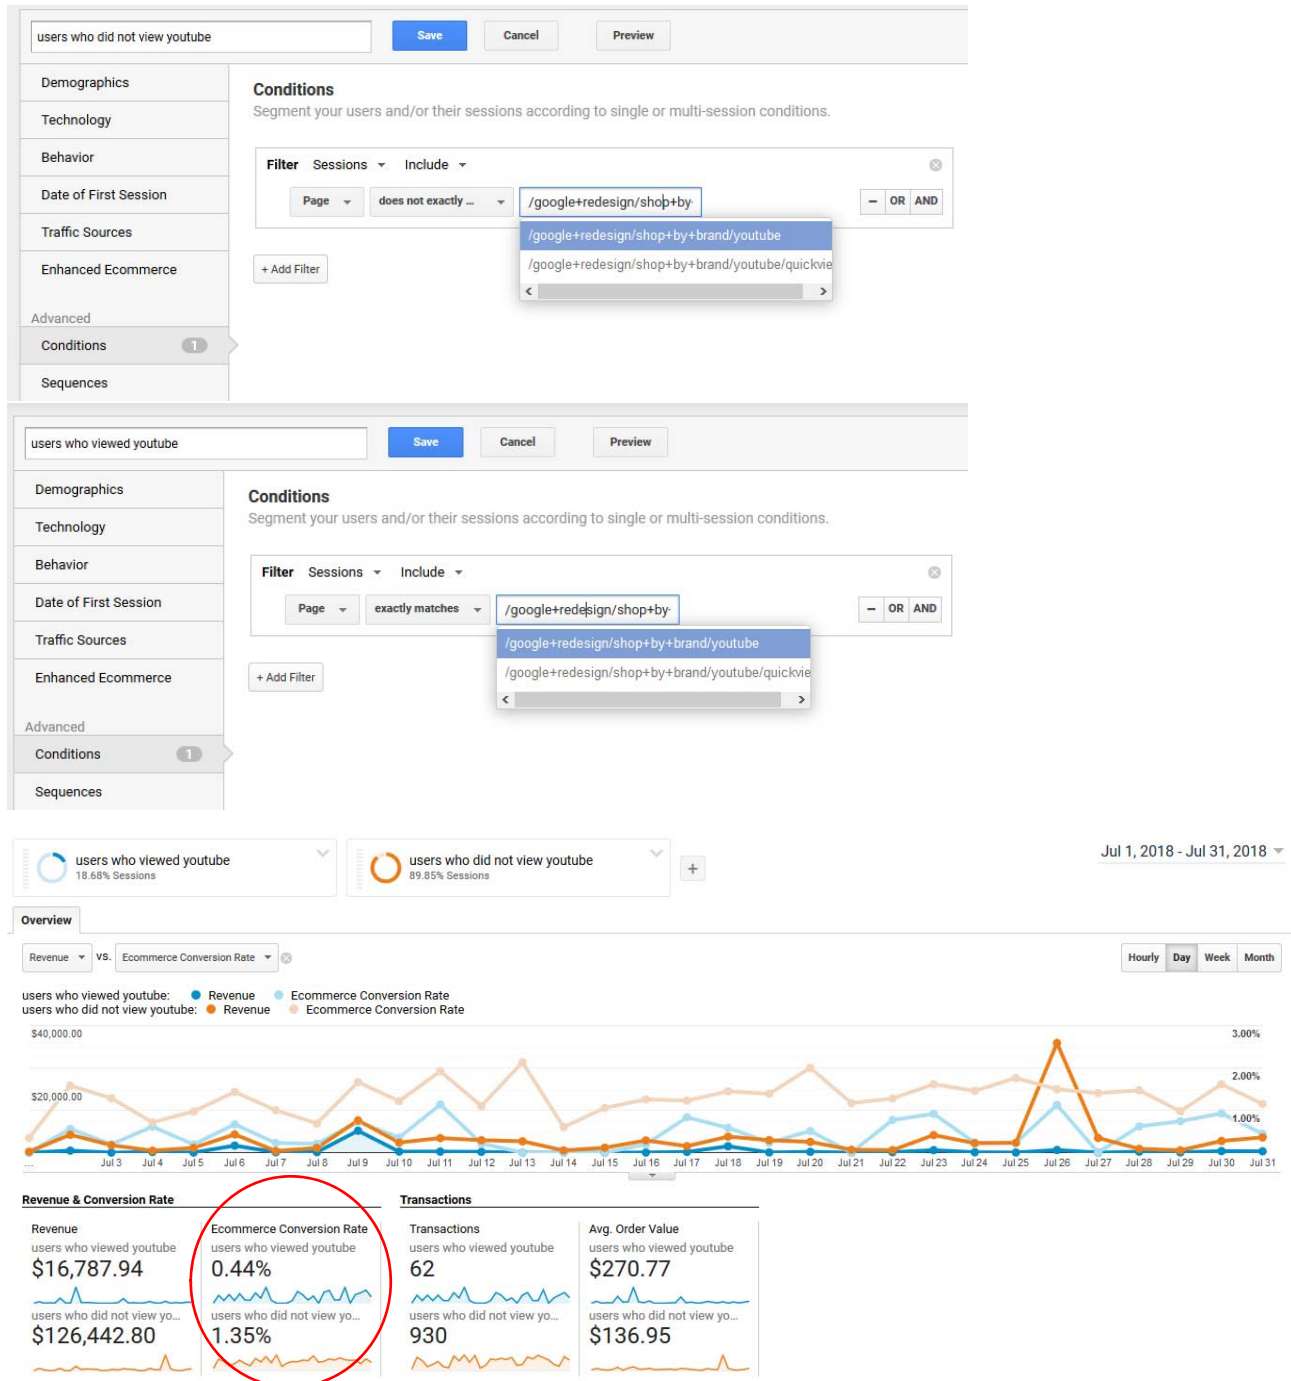 users who did not view youtube Save Cancel Preview
Demographics
Technology
Behavior
Date of First Session
Traffic Sources
Enhanced Ecommerce
Advanced
Conditions 1
Sequences
Conditions
Segment your users and/or their sessions according to single or multi-session conditions.
Filter Sessions Include
Page does not exactly ... /google+redesign/shop+by- – OR AND
/google+redesign/shop+by+brand/youtube
/google+redesign/shop+by+brand/youtube/quickvie
+ Add Filter
users who viewed youtube Save Cancel Preview
Demographics
Technology
Behavior
Date of First Session
Traffic Sources
Enhanced Ecommerce
Advanced
Conditions 1
Sequences
Conditions
Segment your users and/or their sessions according to single or multi-session conditions.
Filter Sessions Include
Page exactly matches /google+redesign/shop+by- – OR AND
/google+redesign/shop+by+brand/youtube
/google+redesign/shop+by+brand/youtube/quickvie
+ Add Filter
users who viewed youtube
18.68% Sessions
users who did not view youtube
89.85% Sessions
+
Jul 1, 2018 - Jul 31, 2018
Overview
Revenue VS. Ecommerce Conversion Rate
Hourly Day Week Month
users who viewed youtube: Revenue Ecommerce Conversion Rate
users who did not view youtube: Revenue Ecommerce Conversion Rate
$40,000.00 3.00%
2.00%
$20,000.00
1.00%
... Jul 3 Jul 4 Jul 5 Jul 6 Jul 7 Jul 8 Jul 9 Jul 10 Jul 11 Jul 12 Jul 13 Jul 14 Jul 15 Jul 16 Jul 17 Jul 18 Jul 19 Jul 20 Jul 21 Jul 22 Jul 23 Jul 24 Jul 25 Jul 26 Jul 27 Jul 28 Jul 29 Jul 30 Jul 31
Revenue & Conversion Rate
Revenue
users who viewed youtube
$16,787.94
users who did not view yo...
$126,442.80
Ecommerce Conversion Rate
users who viewed youtube
0.44%
users who did not view yo...
1.35%
Transactions
Transactions
users who viewed youtube
62
users who did not view yo...
930
Avg. Order Value
users who viewed youtube
$270.77
users who did not view yo...
$136.95